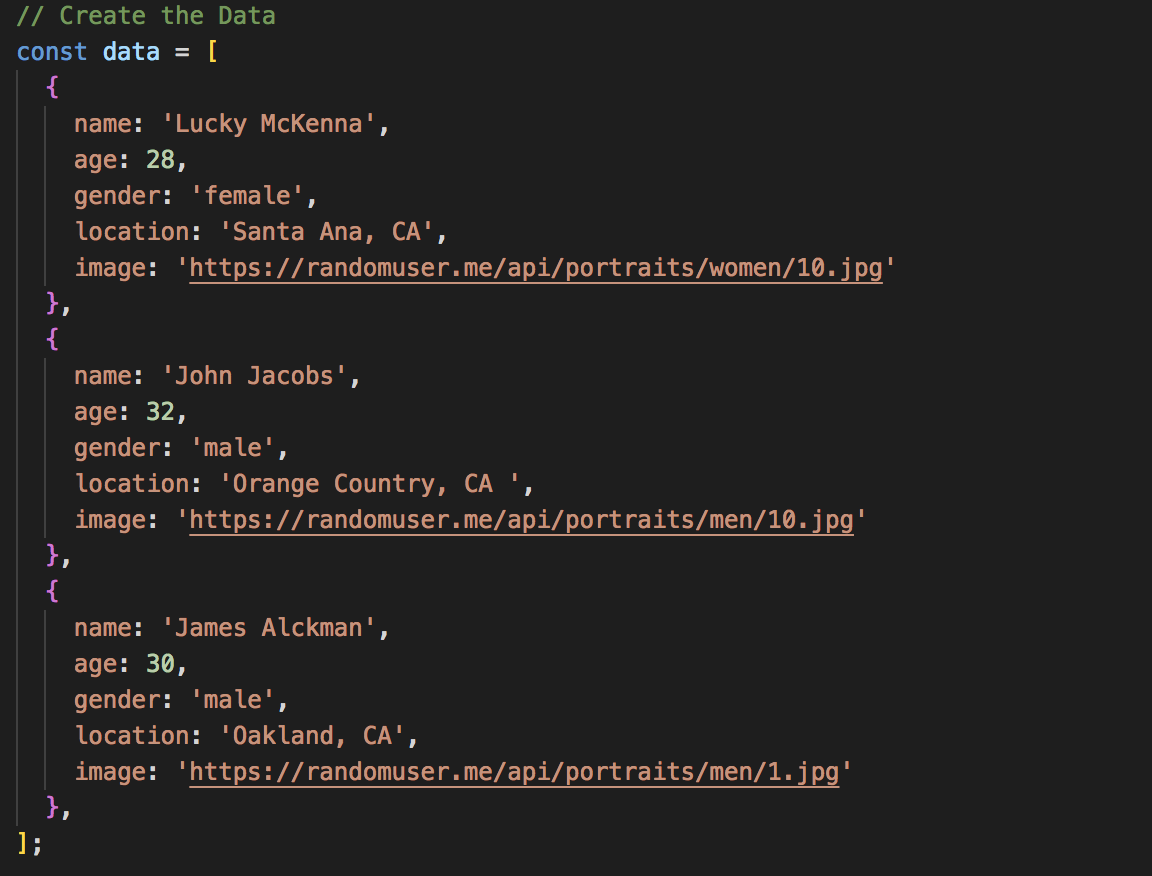 // Create the Data
const data = [
  {
    name: 'Lucky McKenna',
    age: 28,
    gender: 'female',
    location: 'Santa Ana, CA',
    image: 'https://randomuser.me/api/portraits/women/10.jpg'
  },
  {
    name: 'John Jacobs',
    age: 32,
    gender: 'male',
    location: 'Orange Country, CA ',
    image: 'https://randomuser.me/api/portraits/men/10.jpg'
  },
  {
    name: 'James Alckman',
    age: 30,
    gender: 'male',
    location: 'Oakland, CA',
    image: 'https://randomuser.me/api/portraits/men/1.jpg'
  },
];